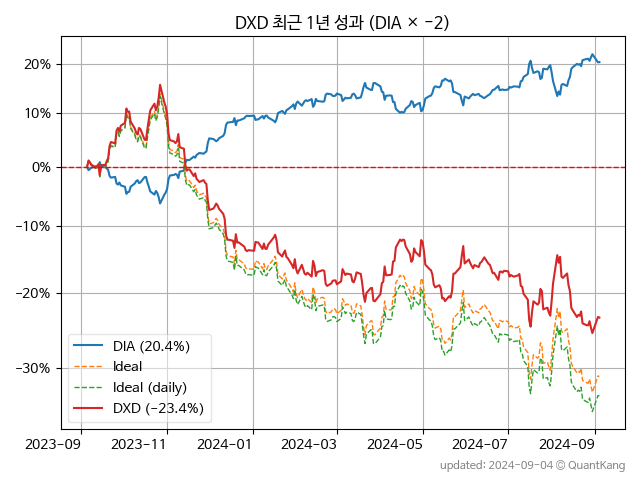 DXD 최근 1년 성과 (DIA × −2)
20%
10%
0%
−10%
−20%
−30%
DIA (20.4%)
Ideal
Ideal (daily)
DXD (−23.4%)
2023-09
2023-11
2024-01
2024-03
2024-05
2024-07
2024-09
updated: 2024-09-04 @ QuantKang